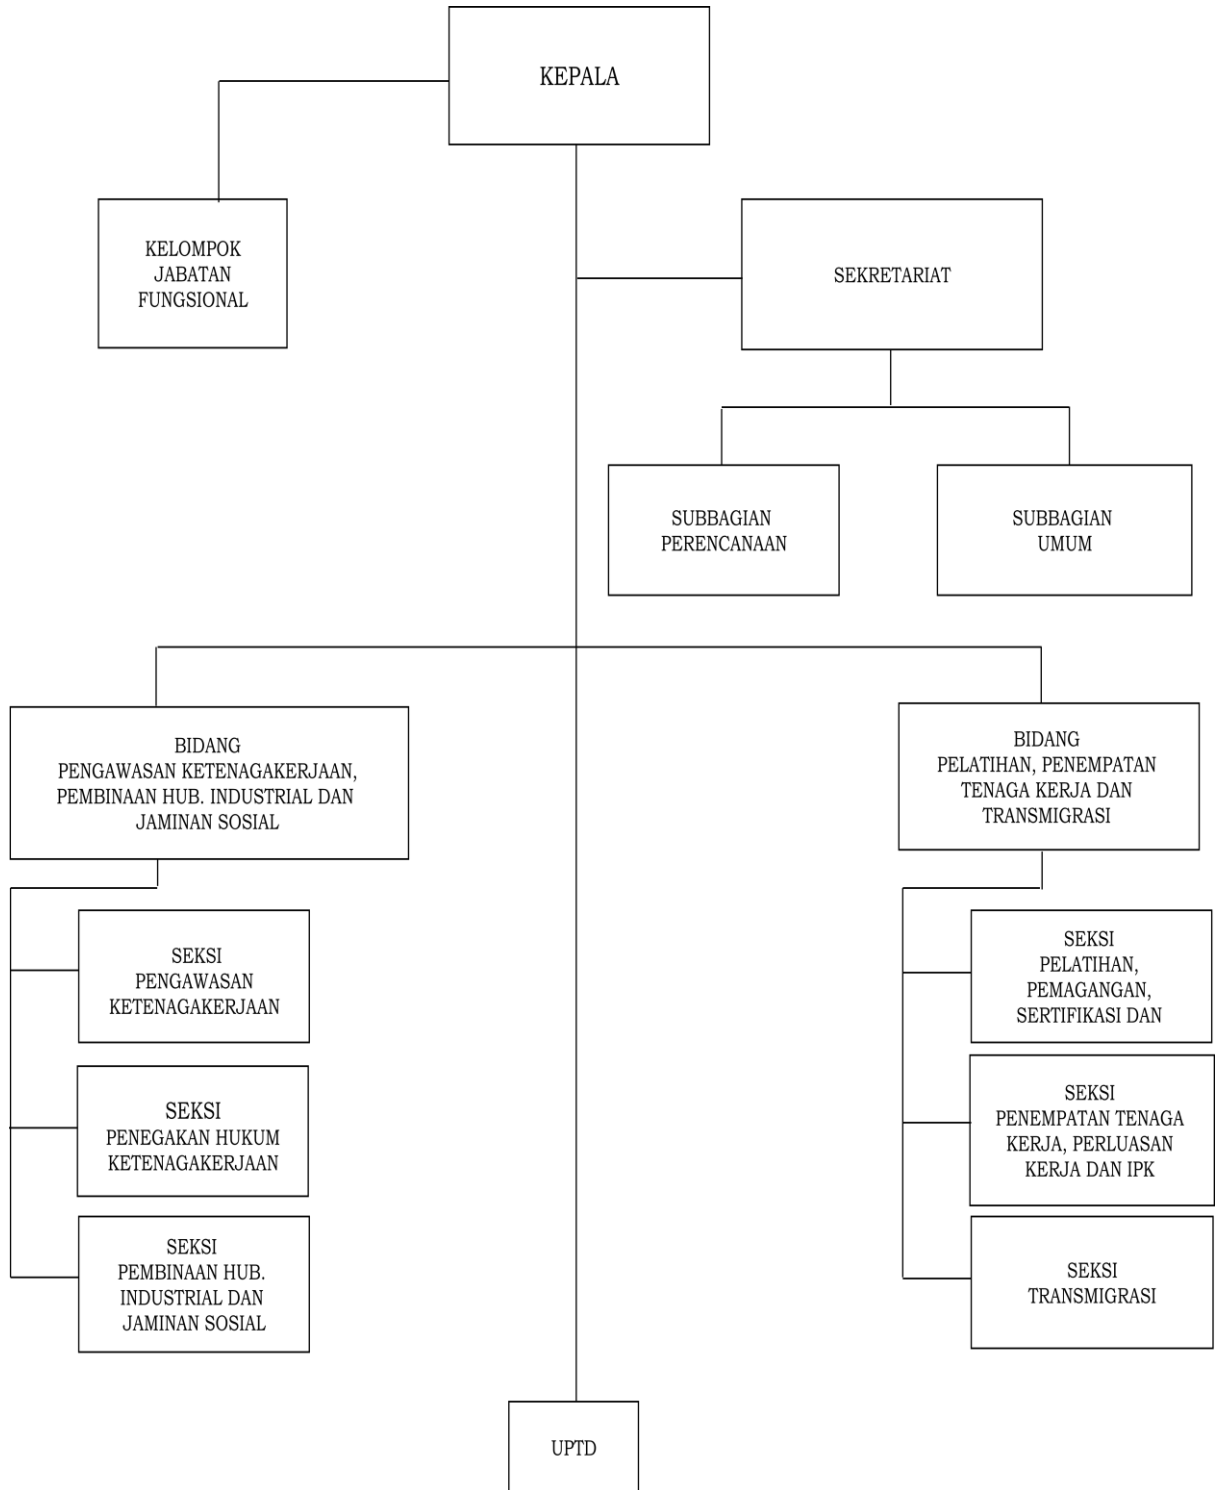 KEPALA
KELOMPOK
JABATAN
FUNGSIONAL
SEKRETARIAT
SUBBAGIAN
PERENCANAAN
SUBBAGIAN
UMUM
BIDANG
PENGAWASAN KETENAGAKERJAAN,
PEMBINAAN HUB. INDUSTRIAL DAN
JAMINAN SOSIAL
BIDANG
PELATIHAN, PENEMPATAN
TENAGA KERJA DAN
TRANSMIGRASI
SEKSI
PENGAWASAN
KETENAGAKERJAAN
SEKSI
PENEGAKAN HUKUM
KETENAGAKERJAAN
SEKSI
PEMBINAAN HUB.
INDUSTRIAL DAN
JAMINAN SOSIAL
SEKSI
PELATIHAN,
PEMAGANGAN,
SERTIFIKASI DAN
SEKSI
PENEMPATAN TENAGA
KERJA, PERLUASAN
KERJA DAN IPK
SEKSI
TRANSMIGRASI
UPTD